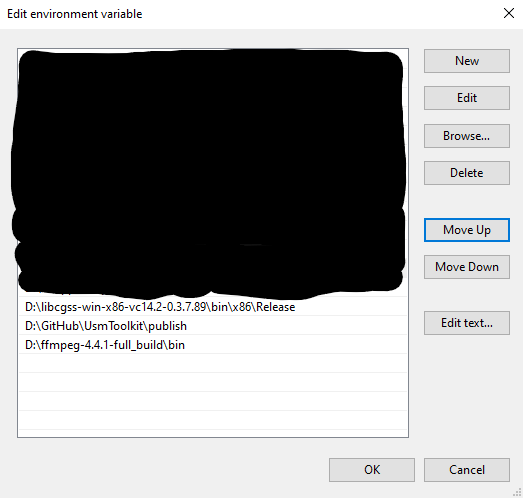 Edit environment variable
New
Edit
Browse...
Delete
Move Up
Move Down
Edit text...
D:\libcgss-win-x86-vc14.2-0.3.7.89\bin\x86\Release
D:\GitHub\UsmToolkit\publish
D:\ffmpeg-4.4.1-full_build\bin
OK
Cancel